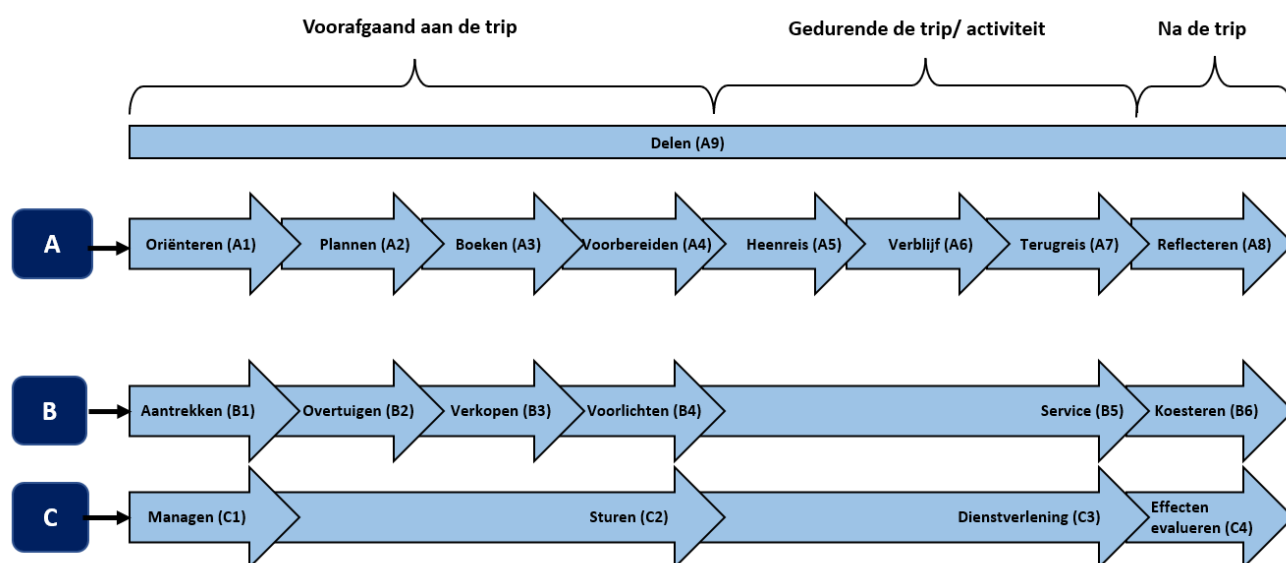 Voorafgaand aan de trip
Gedurende de trip/ activiteit
Na de trip
Delen (A9)
A
Oriënteren (A1)
Plannen (A2)
Boeken (A3)
Voorbereiden (A4)
Heenreis (A5)
Verblijf (A6)
Terugreis (A7)
Reflecteren (A8)
B
Aantrekken (B1)
Overtuigen (B2)
Verkopen (B3)
Voorlichten (B4)
Service (B5)
Koesteren (B6)
C
Managen (C1)
Sturen (C2)
Dienstverlening (C3)
Effecten
evalueren (C4)